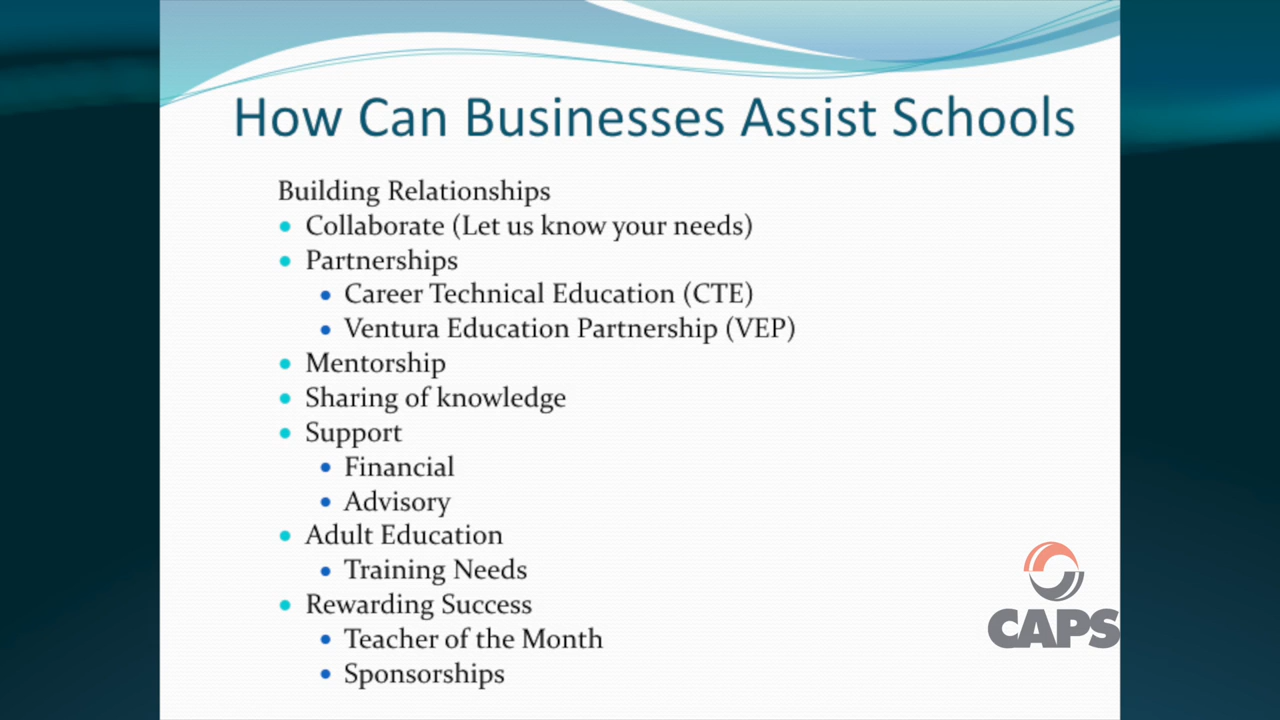 How Can Businesses Assist Schools
Building Relationships
Collaborate (Let us know your needs)
Partnerships
Career Technical Education (CTE)
Ventura Education Partnership (VEP)
Mentorship
Sharing of knowledge
Support
Financial
Advisory
Adult Education
Training Needs
Rewarding Success
Teacher of the Month
Sponsorships
CAPS